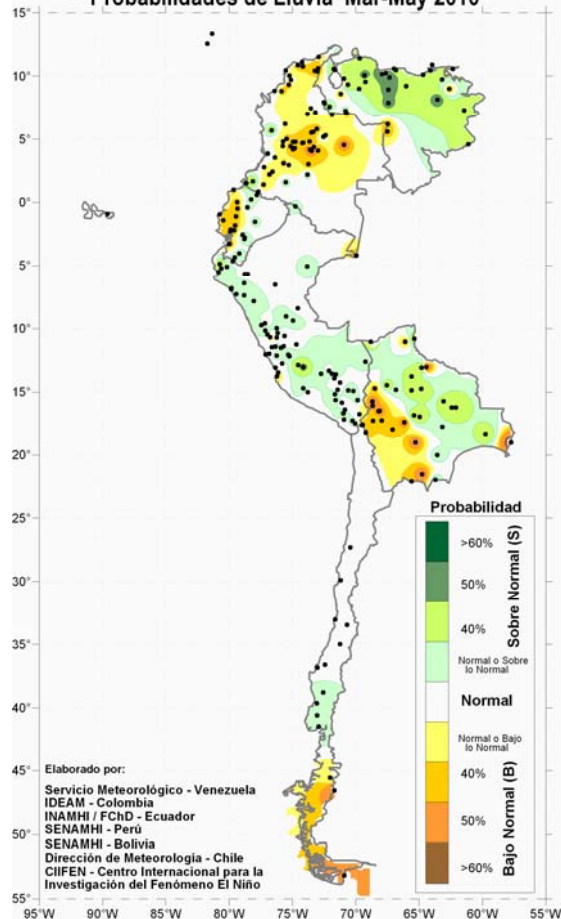 Probabilidades de Lluvia Mar-May 2010
15°
10°
5°
0°
5°
10°
15°
20°
25°
30°
35°
40°
45°
50°
55°
95°W
90°W
85°W
80°W
75°W
70°W
65°W
60°W
55°W
Probabilidad
>60%
50%
40%
Sobre Normal (S)
Normal o Sobre
lo Normal
Normal
Normal o Bajo
lo Normal
40%
50%
>60%
Bajo Normal (B)
Elaborado por:
Servicio Meteorológico - Venezuela
IDEAM - Colombia
INAMHI / FChD - Ecuador
SENAMHI - Perú
SENAMHI - Bolivia
Dirección de Meteorologia - Chile
CIIFEN - Centro Internacional para la
Investigación del Fenómeno El Niño